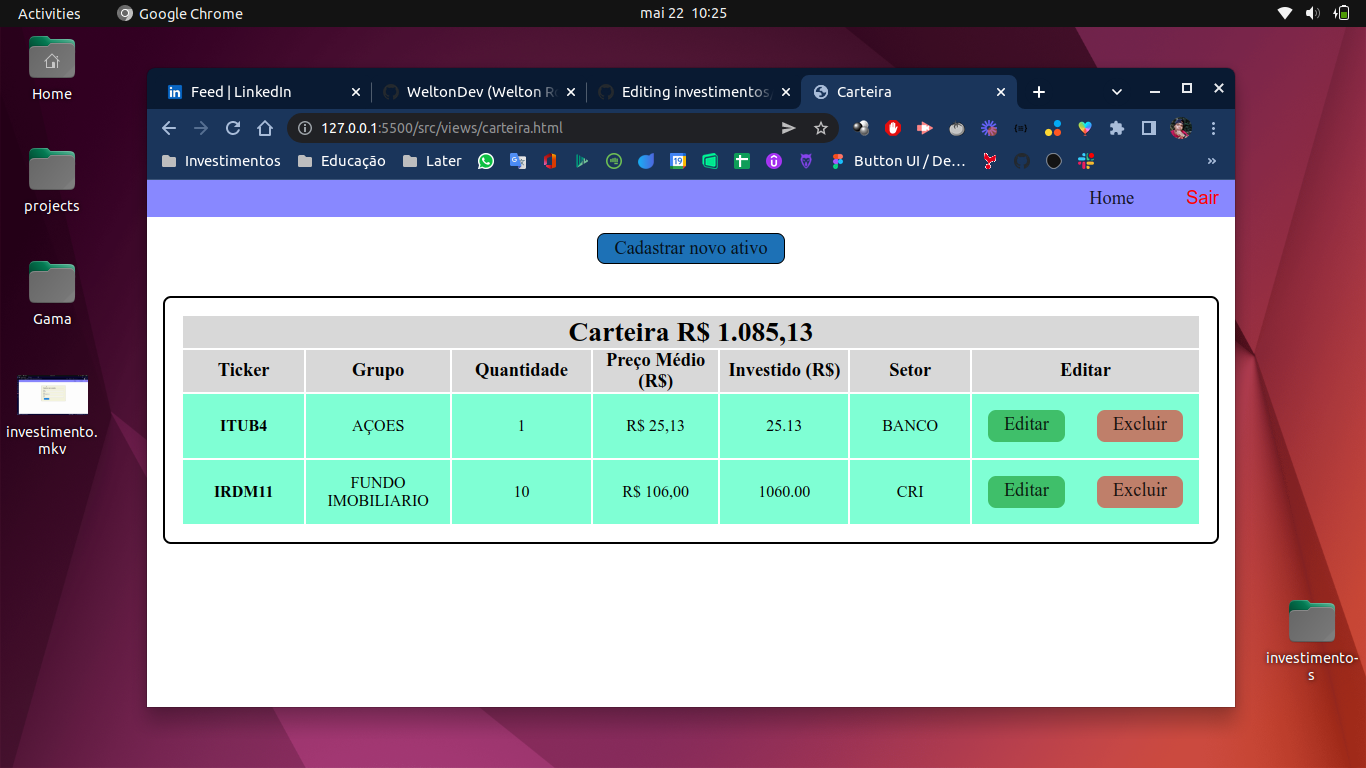 Activities
Google Chrome
mai 22 10:25
Home
projects
Gama
investimento.
mkv
investimento-
s
Feed | LinkedIn
WeltonDev (Welton Ro
Editing investimentos,
Carteira
127.0.0.1:5500/src/views/carteira.html
Investimentos
Educação
Later
19
Button UI / De...
»
Home
Sair
Cadastrar novo ativo
Carteira R$ 1.085,13
Ticker Grupo Quantidade Preço Médio (R$) Investido (R$) Setor Editar
ITUB4 AÇOES 1 R$ 25,13 25.13 BANCO Editar Excluir
IRDM11 FUNDO IMOBILIARIO 10 R$ 106,00 1060.00 CRI Editar Excluir